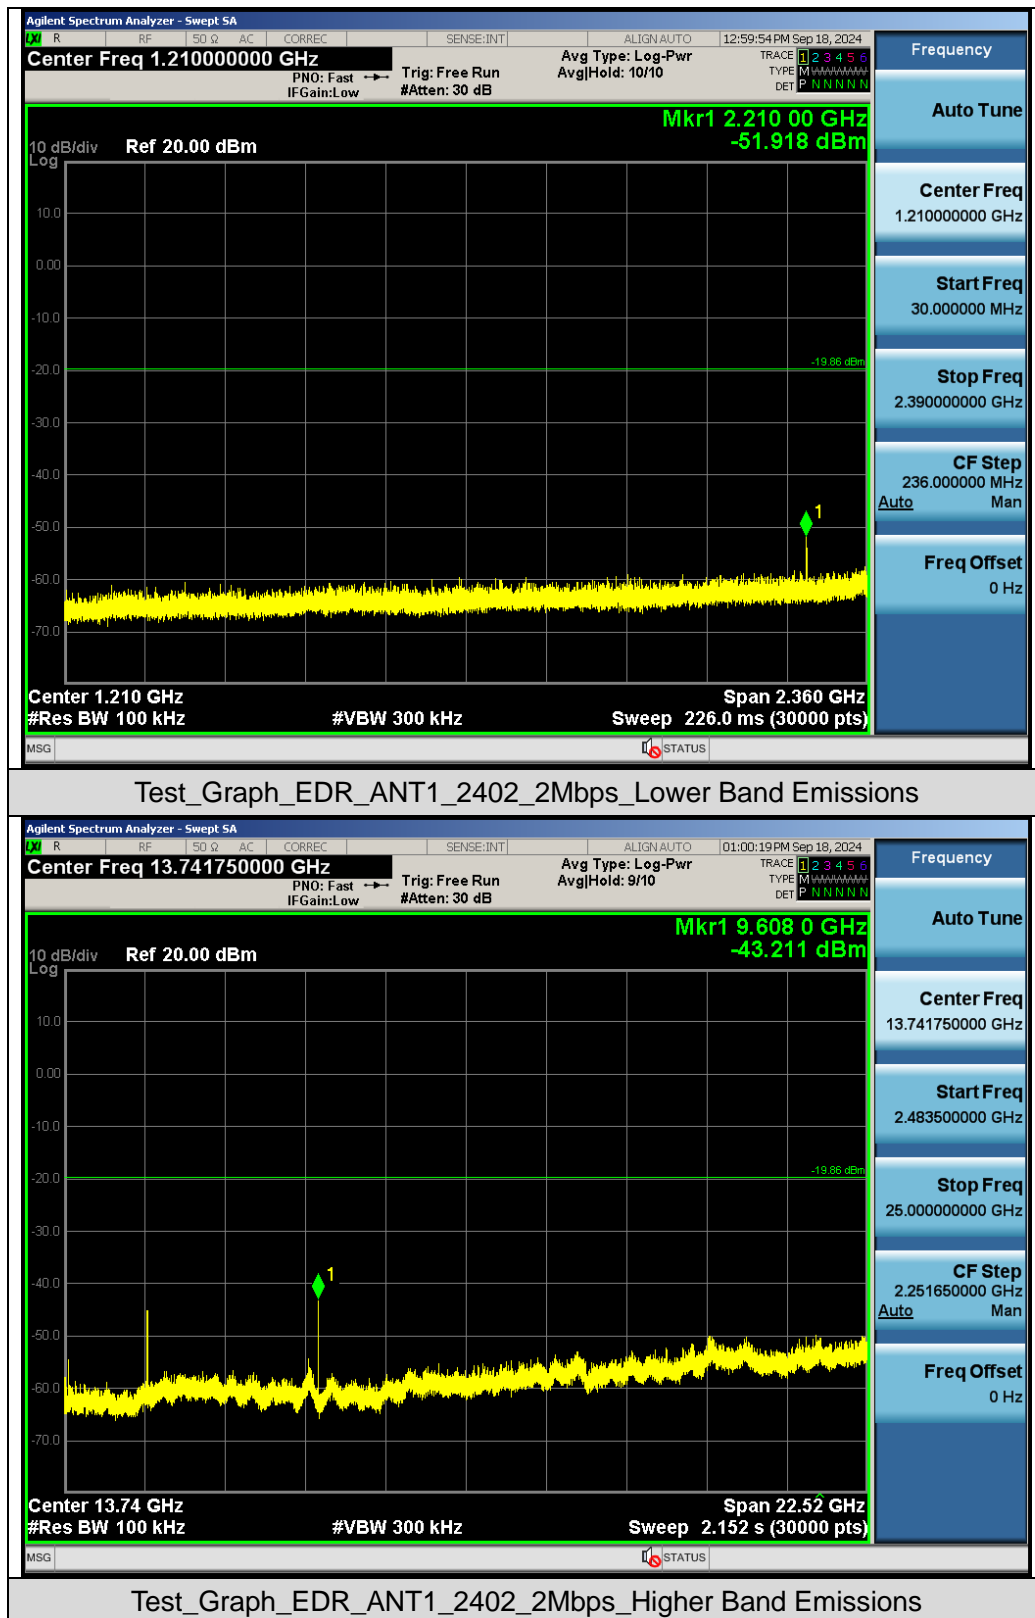 Agilent Spectrum Analyzer - Swept SA
LXI R RF 50 Ω AC CORREC SENSE:INT ALIGN AUTO 12:59:54 PM Sep 18, 2024
Center Freq 1.210000000 GHz Avg Type: Log-Pwr TRACE 1 2 3 4 5 6
PNO: Fast Trig: Free Run Avg|Hold: 10/10 TYPE M WWWWW
IFGain:Low #Atten: 30 dB DET P N N N N N
Mkr1 2.210 00 GHz
-51.918 dBm
10 dB/div Ref 20.00 dBm
Log
10.0
0.00
-10.0
-19.86 dBm
-20.0
-30.0
-40.0
1
-50.0
-60.0
-70.0
Center 1.210 GHz Span 2.360 GHz
#Res BW 100 kHz #VBW 300 kHz Sweep 226.0 ms (30000 pts)
MSG STATUS
Frequency
Auto Tune
Center Freq
1.210000000 GHz
Start Freq
30.000000 MHz
Stop Freq
2.390000000 GHz
CF Step
236.000000 MHz
Auto Man
Freq Offset
0 Hz
Test_Graph_EDR_ANT1_2402_2Mbps_Lower Band Emissions
Agilent Spectrum Analyzer - Swept SA
LXI R RF 50 Ω AC CORREC SENSE:INT ALIGN AUTO 01:00:19 PM Sep 18, 2024
Center Freq 13.741750000 GHz Avg Type: Log-Pwr TRACE 1 2 3 4 5 6
PNO: Fast Trig: Free Run Avg|Hold: 9/10 TYPE M WWWWW
IFGain:Low #Atten: 30 dB DET P N N N N N
Mkr1 9.608 0 GHz
-43.211 dBm
10 dB/div Ref 20.00 dBm
Log
10.0
0.00
-10.0
-19.86 dBm
-20.0
-30.0
1
-40.0
-50.0
-60.0
-70.0
Center 13.74 GHz Span 22.52 GHz
#Res BW 100 kHz #VBW 300 kHz Sweep 2.152 s (30000 pts)
MSG STATUS
Frequency
Auto Tune
Center Freq
13.741750000 GHz
Start Freq
2.483500000 GHz
Stop Freq
25.000000000 GHz
CF Step
2.251650000 GHz
Auto Man
Freq Offset
0 Hz
Test_Graph_EDR_ANT1_2402_2Mbps_Higher Band Emissions